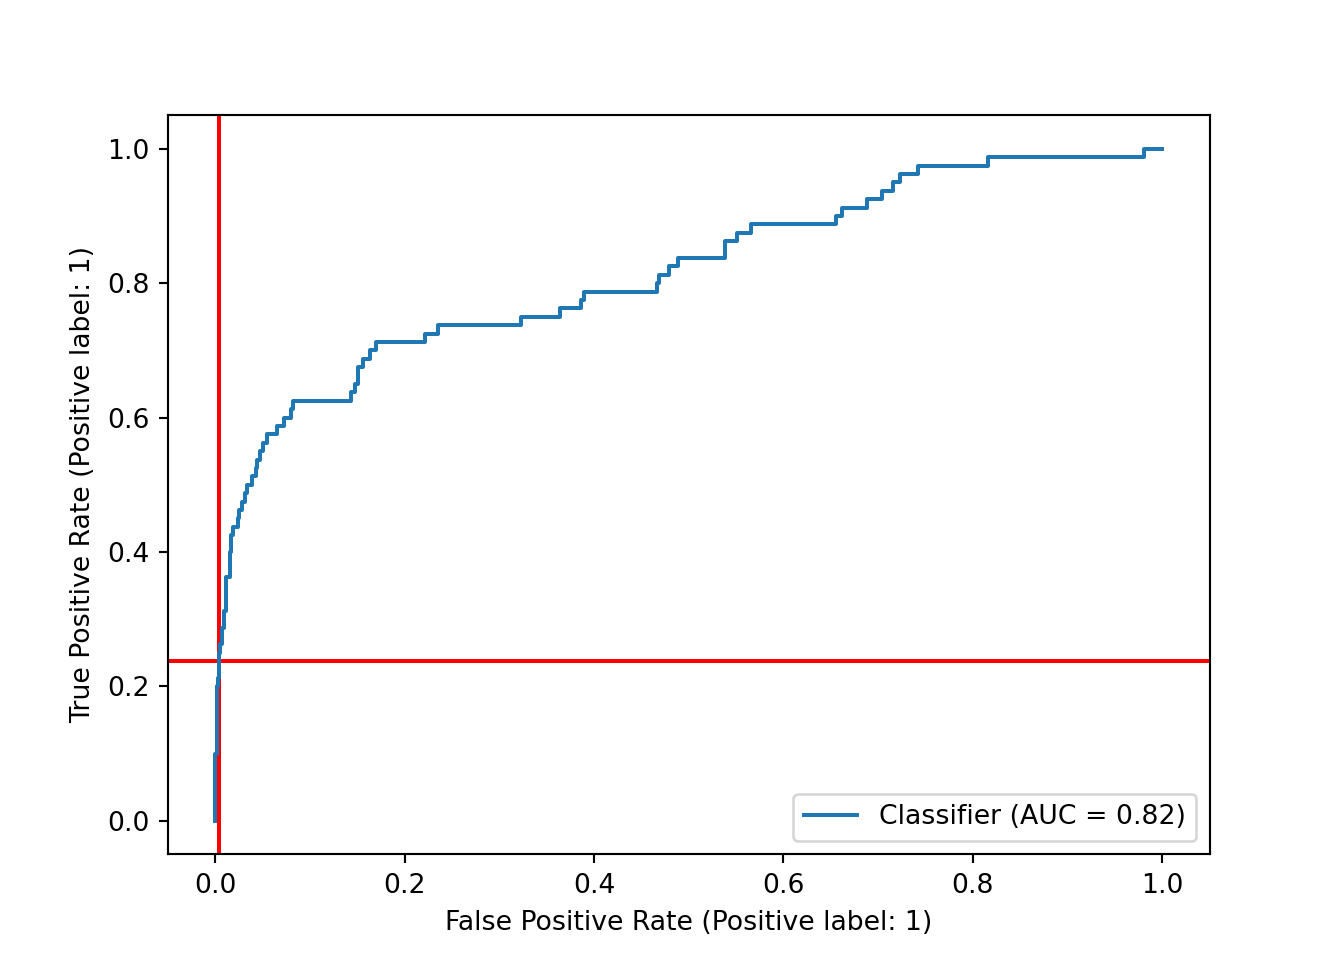 True Positive Rate (Positive label: 1)
1.0
0.8
0.6
0.4
0.2
0.0
Classifier (AUC = 0.82)
0.0 0.2 0.4 0.6 0.8 1.0
False Positive Rate (Positive label: 1)